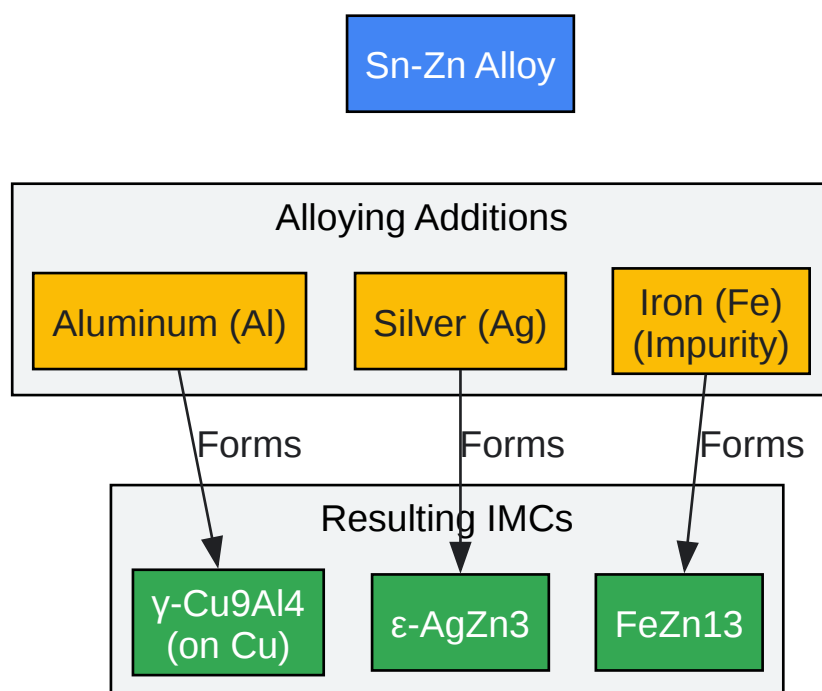 Sn-Zn Alloy
Alloying Additions
Aluminum (Al)
Silver (Ag)
Iron (Fe)
(Impurity)
Forms
Forms
Forms
Resulting IMCs
γ-Cu9Al4
(on Cu)
ε-AgZn3
FeZn13